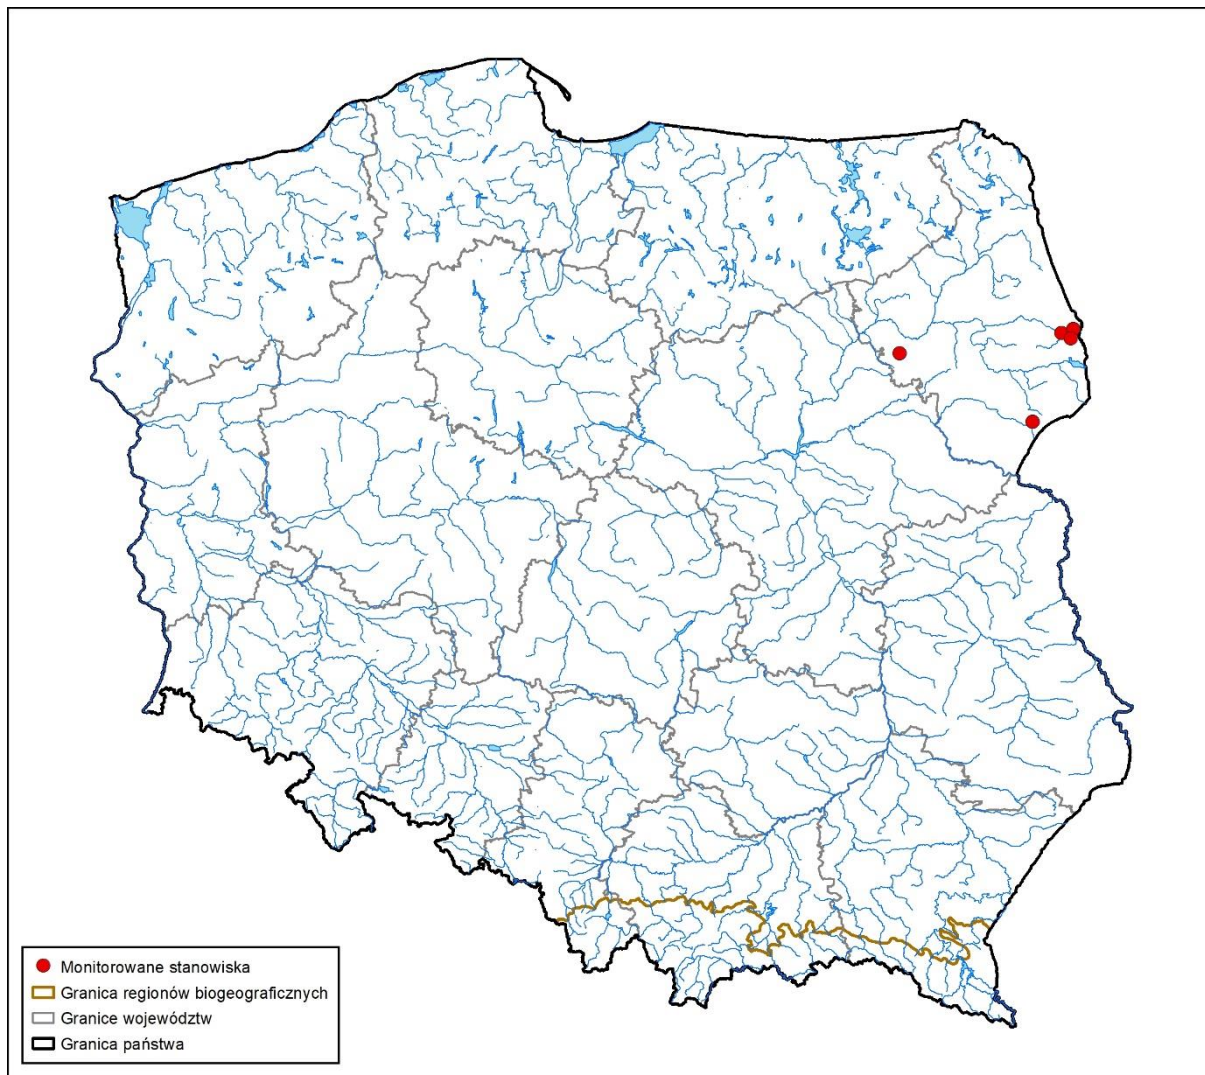 Monitorowane stanowiska
Granica regionów biogeograficznych
Granice województw
Granica państwa